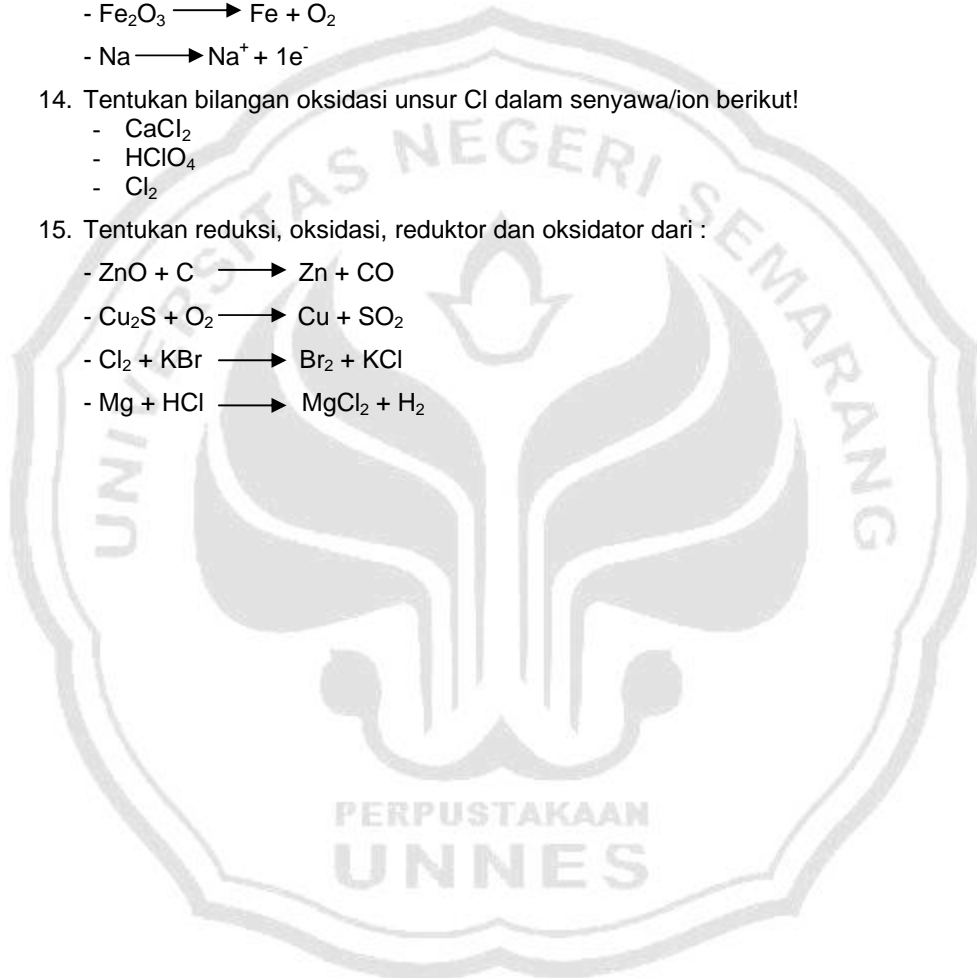 - Fe₂O₃ ⟶ Fe + O₂
- Na ⟶ Na⁺ + 1e⁻
14. Tentukan bilangan oksidasi unsur Cl dalam senyawa/ion berikut!
- CaCl₂
- HClO₄
- Cl₂
15. Tentukan reduksi, oksidasi, reduktor dan oksidator dari :
- ZnO + C ⟶ Zn + CO
- Cu₂S + O₂ ⟶ Cu + SO₂
- Cl₂ + KBr ⟶ Br₂ + KCl
- Mg + HCl ⟶ MgCl₂ + H₂
UNIVERSITAS NEGERI SEMARANG
PERPUSTAKAAN
UNNES